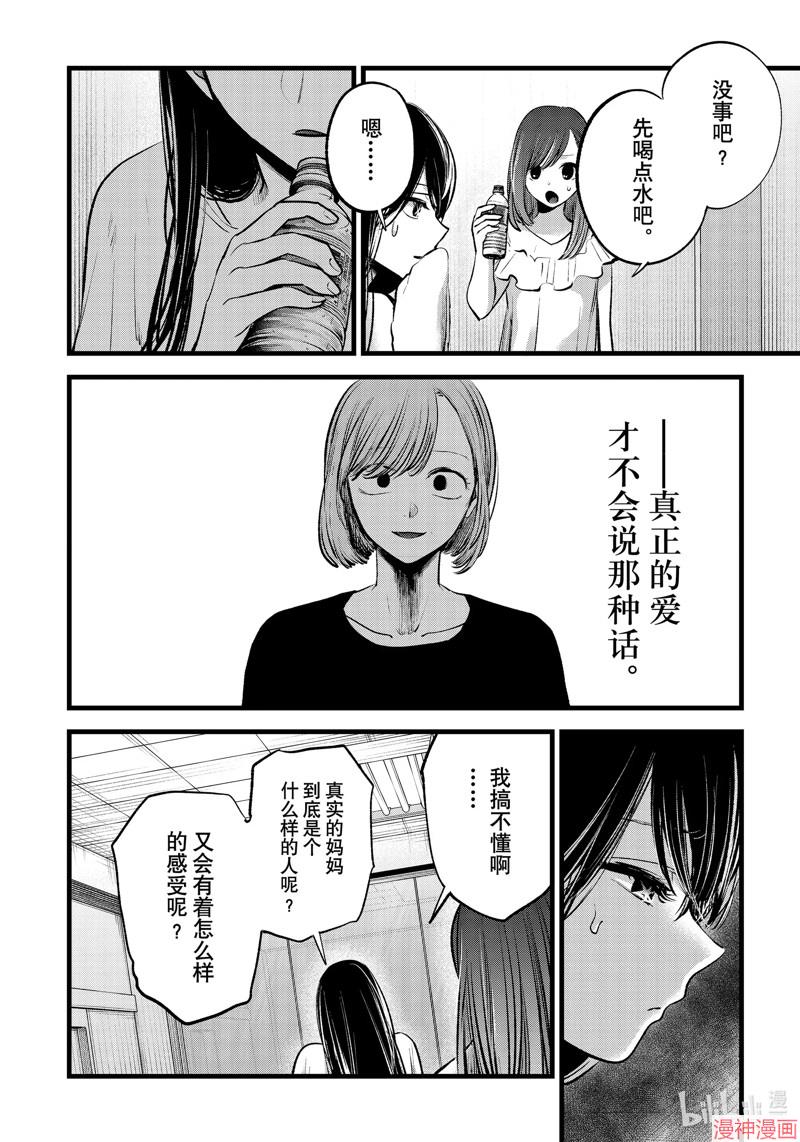 没事吧？
先喝点水吧。
嗯……
——真正的爱
才不会说那种话。
我搞不懂啊
……
真实的妈妈
到底是个
什么样的人呢？
又会有着怎么样
的感受呢？
bilibili 漫
漫神漫画